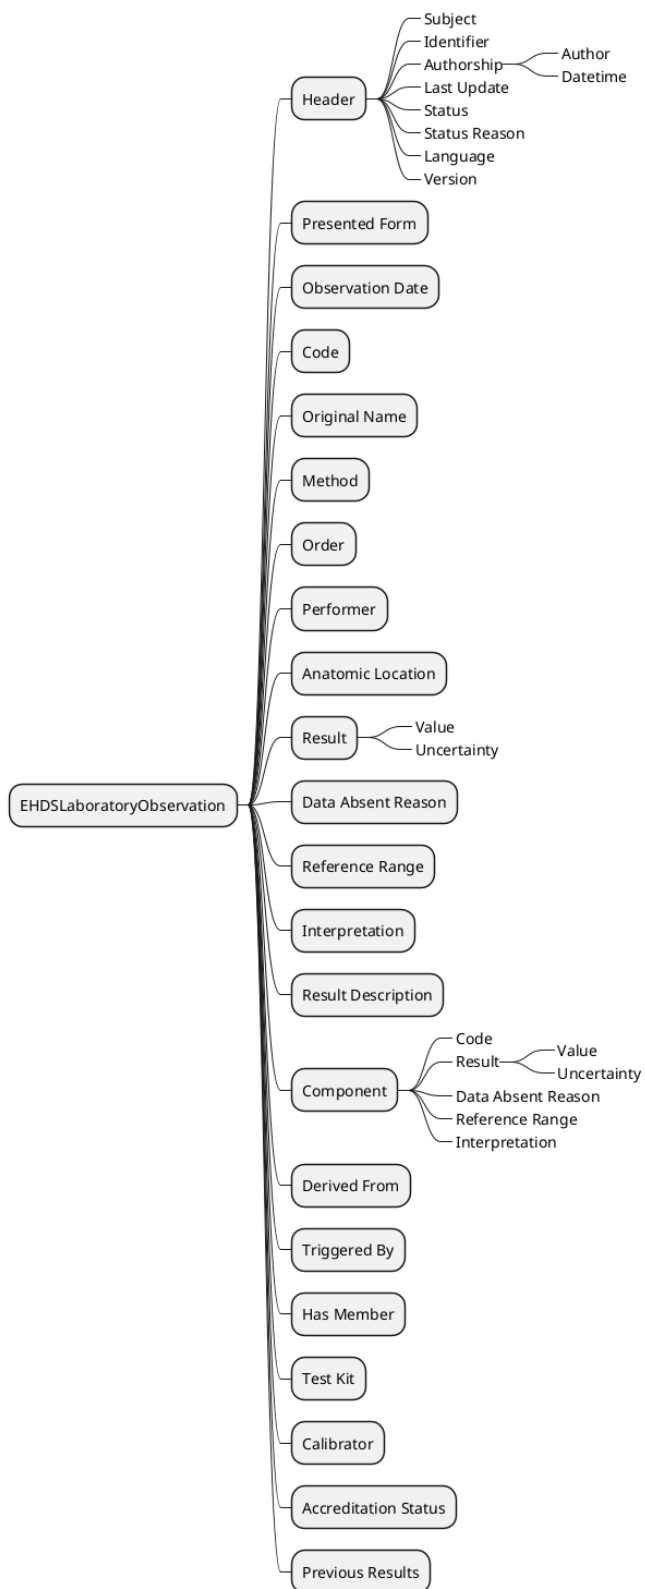 Subject
Identifier
Authorship
Author
Datetime
Last Update
Header
Status
Status Reason
Language
Version
Presented Form
Observation Date
Code
Original Name
Method
Order
Performer
Anatomic Location
Result
Value
Uncertainty
EHDSLaboratoryObservation
Data Absent Reason
Reference Range
Interpretation
Result Description
Component
Code
Result
Value
Uncertainty
Data Absent Reason
Reference Range
Interpretation
Derived From
Triggered By
Has Member
Test Kit
Calibrator
Accreditation Status
Previous Results